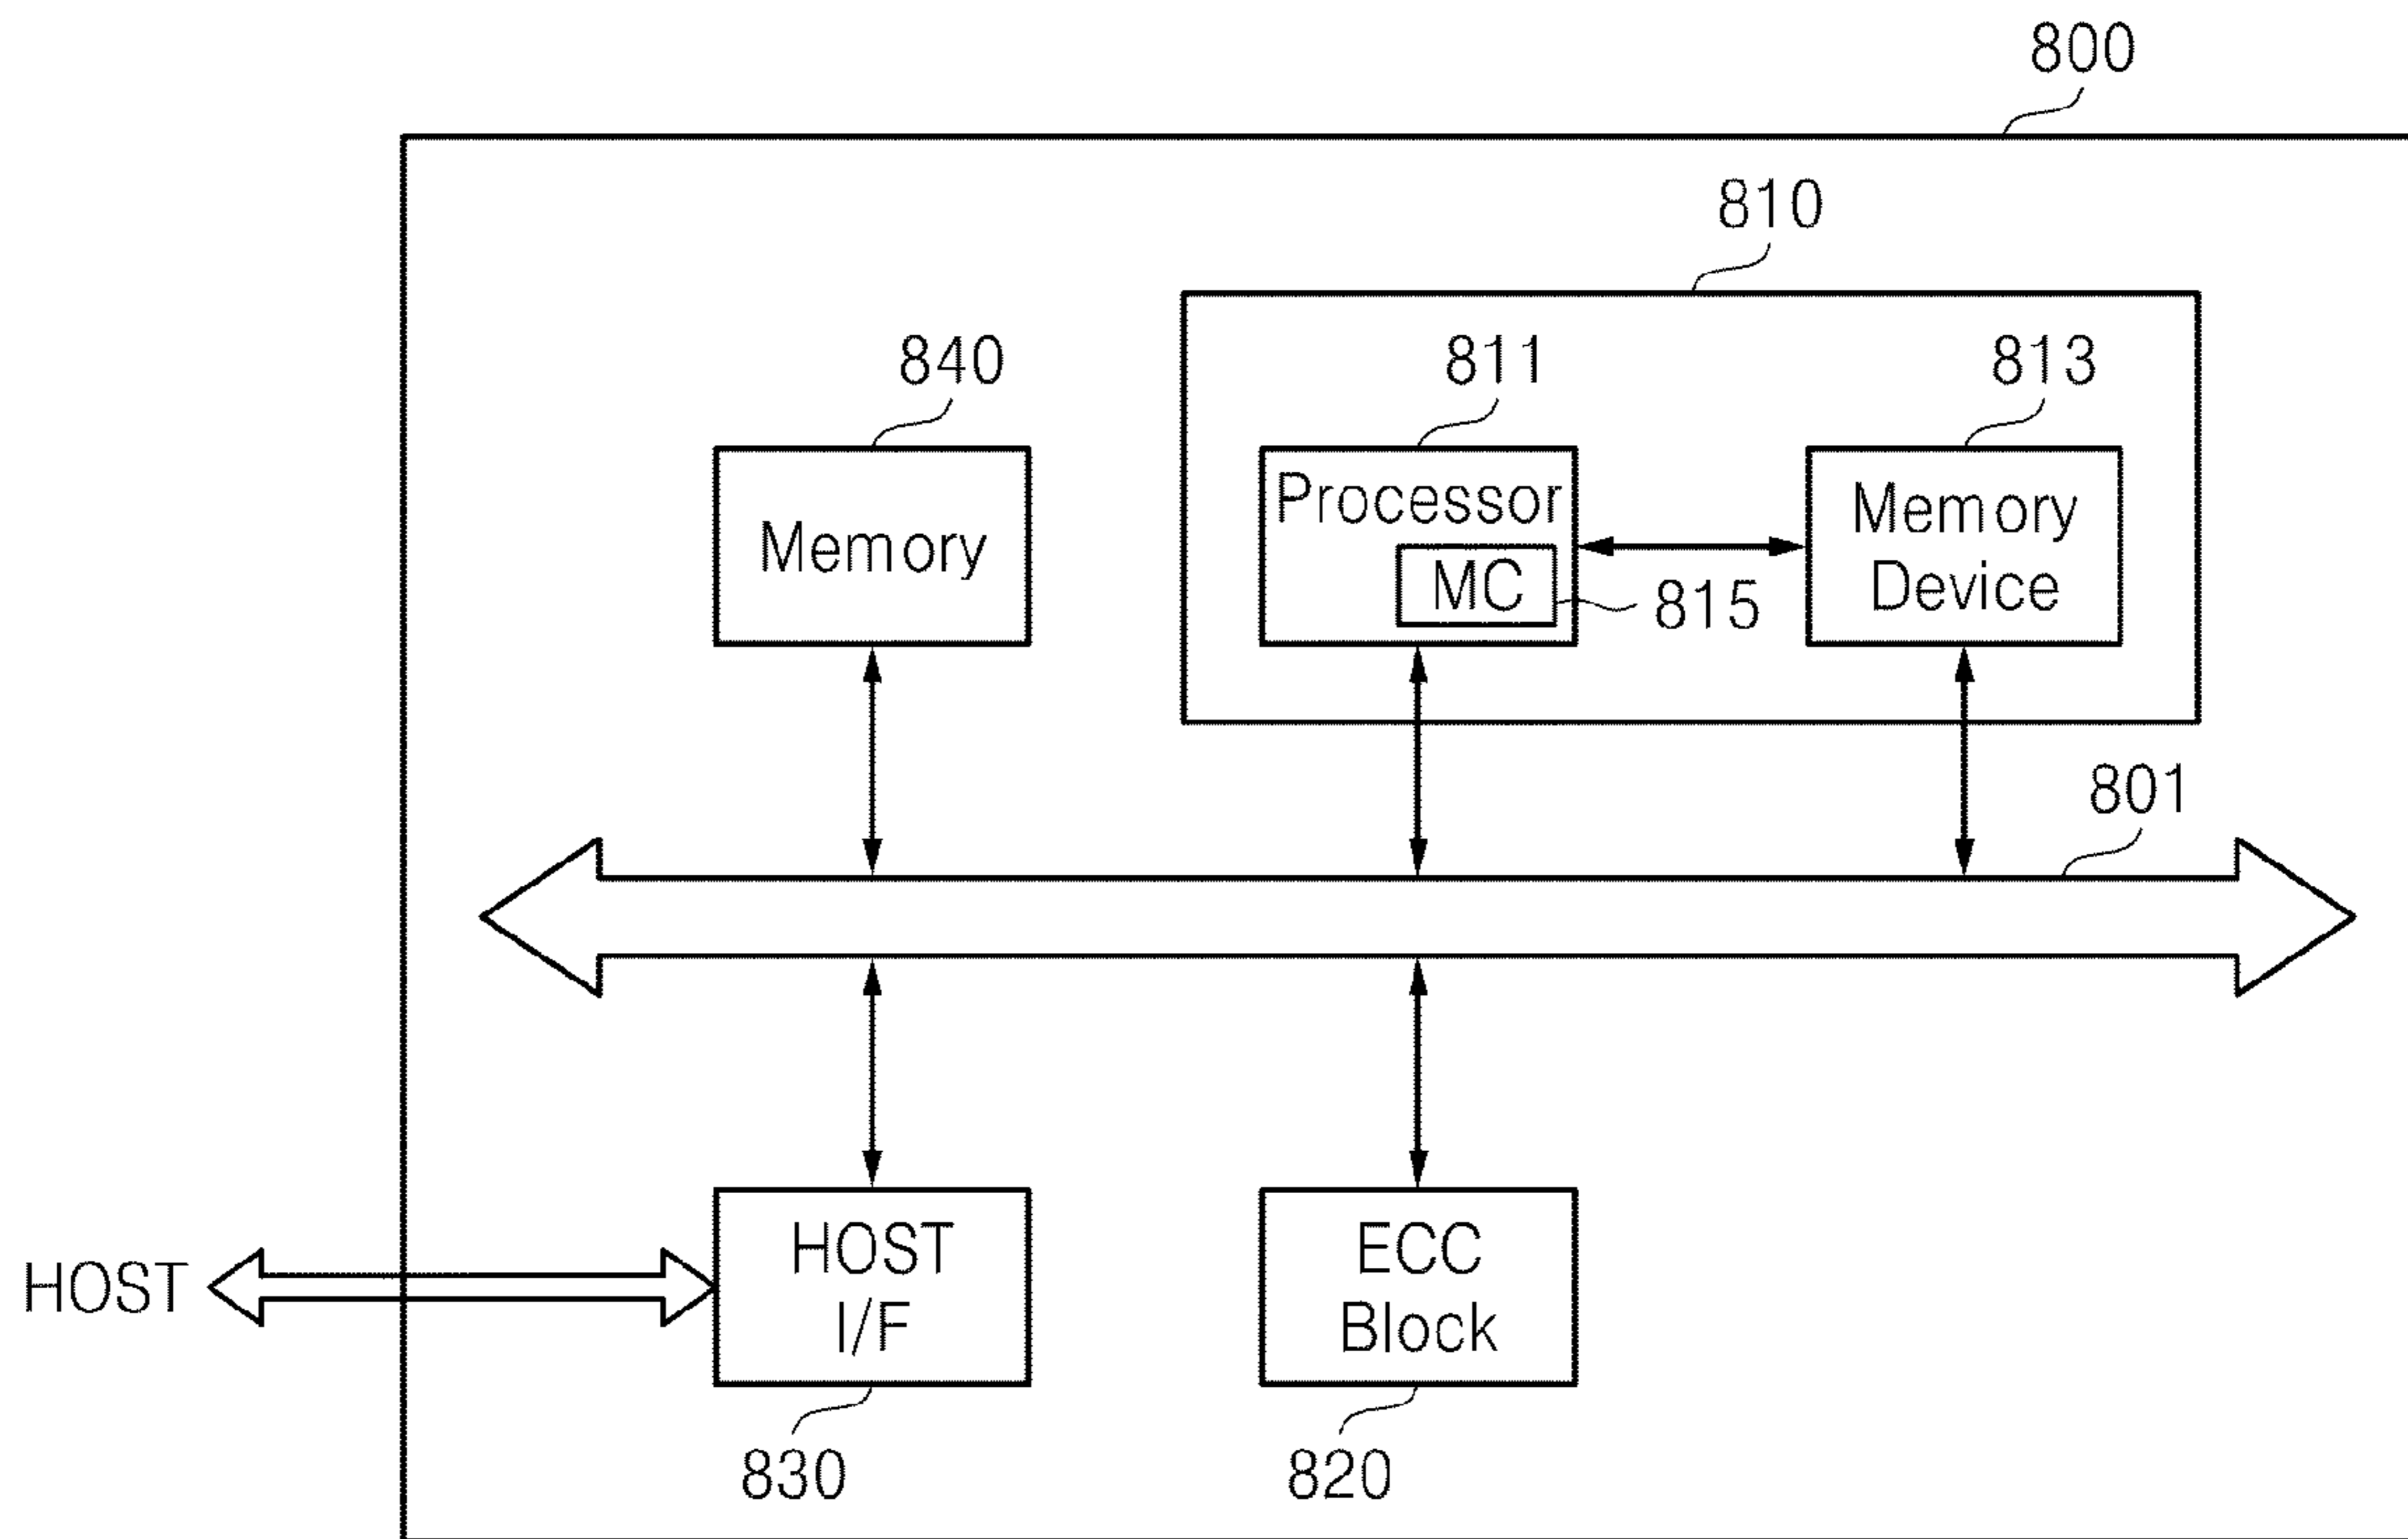 800
810
840
811
813
Processor
Memory
Device
Memory
MC
815
801
HOST
HOST
I/F
ECC
Block
830
820